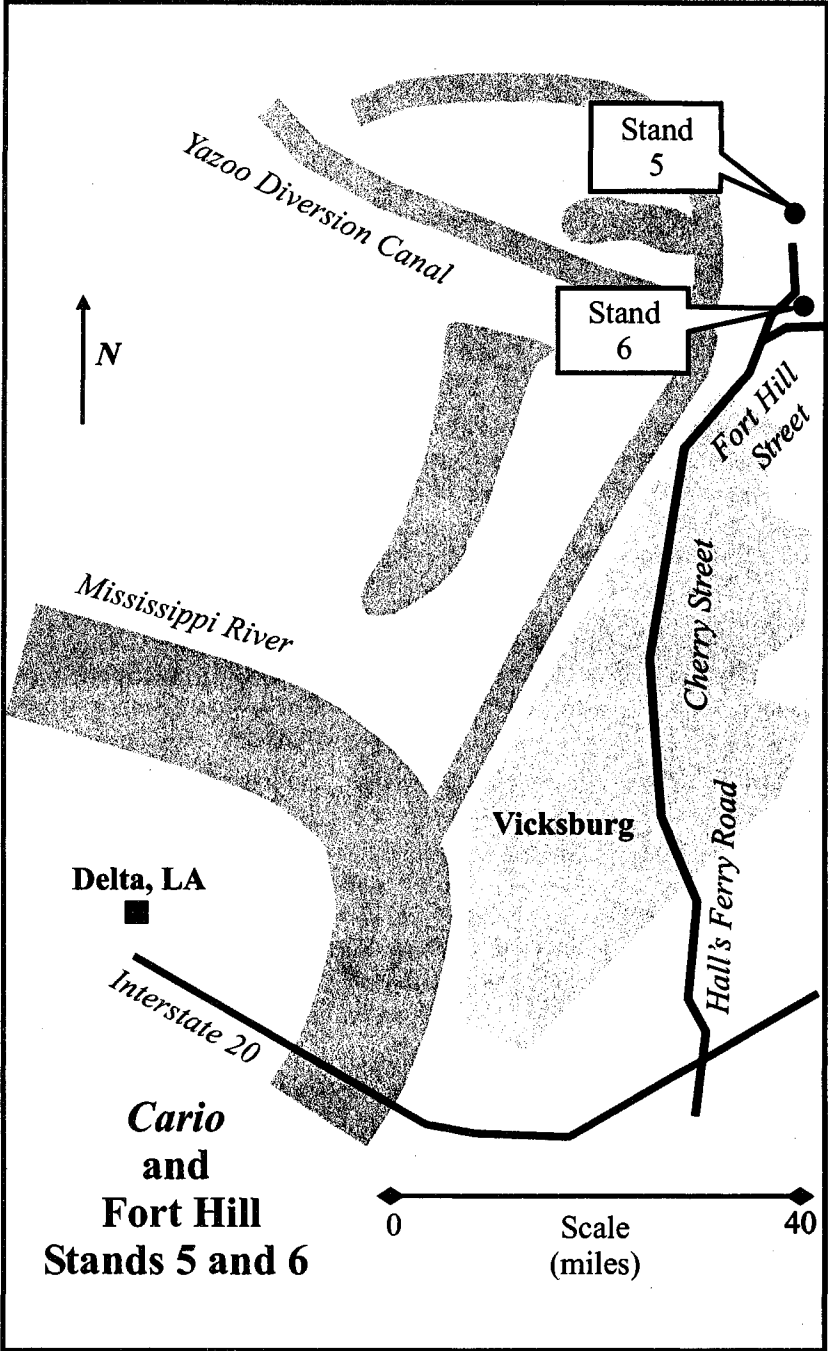 Stand
5
Yazoo Diversion Canal
Stand
6
N
Fort Hill
Street
Cherry Street
Mississippi River
Vicksburg
Hall's Ferry Road
Delta, LA
Interstate 20
Cario
and
Fort Hill
Stands 5 and 6
0
Scale
(miles)
40